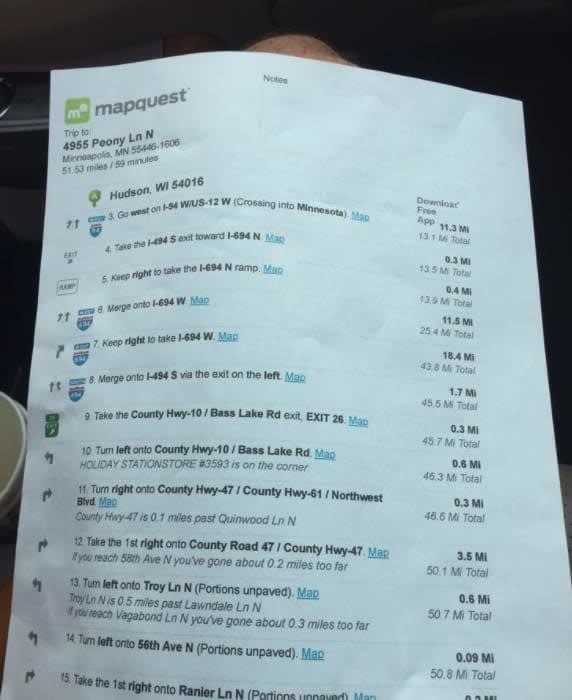 Notes
mapquest
Trip to:
4955 Peony Ln N
Minneapolis, MN 55446-1606
51.53 miles / 59 minutes
Hudson, WI 54016
Download
Free
App
3. Go west on I-94 W/US-12 W (Crossing into Minnesota). Map
11.3 Mi
13.1 Mi Total
EXIT
4. Take the I-494 S exit toward I-694 N. Map
0.3 Mi
13.5 Mi Total
RAMP
5. Keep right to take the I-694 N ramp. Map
0.4 Mi
13.9 Mi Total
6. Merge onto I-694 W. Map
11.5 Mi
25.4 Mi Total
7. Keep right to take I-694 W. Map
18.4 Mi
43.8 Mi Total
8. Merge onto I-494 S via the exit on the left. Map
1.7 Mi
45.5 Mi Total
9. Take the County Hwy-10 / Bass Lake Rd exit, EXIT 26. Map
0.3 Mi
45.7 Mi Total
10. Turn left onto County Hwy-10 / Bass Lake Rd. Map
HOLIDAY STATIONSTORE #3593 is on the corner
0.6 Mi
46.3 Mi Total
11. Turn right onto County Hwy-47 / County Hwy-61 / Northwest
Blvd. Map
County Hwy-47 is 0.1 miles past Quinwood Ln N
0.3 Mi
46.6 Mi Total
12. Take the 1st right onto County Road 47 / County Hwy-47. Map
If you reach 58th Ave N you've gone about 0.2 miles too far
3.5 Mi
50.1 Mi Total
13. Turn left onto Troy Ln N (Portions unpaved). Map
Troy Ln N is 0.5 miles past Lawndale Ln N
If you reach Vagabond Ln N you've gone about 0.3 miles too far
0.6 Mi
50.7 Mi Total
14. Turn left onto 56th Ave N (Portions unpaved). Map
0.09 Mi
50.8 Mi Total
15. Take the 1st right onto Ranier Ln N (Portions unpaved). Map